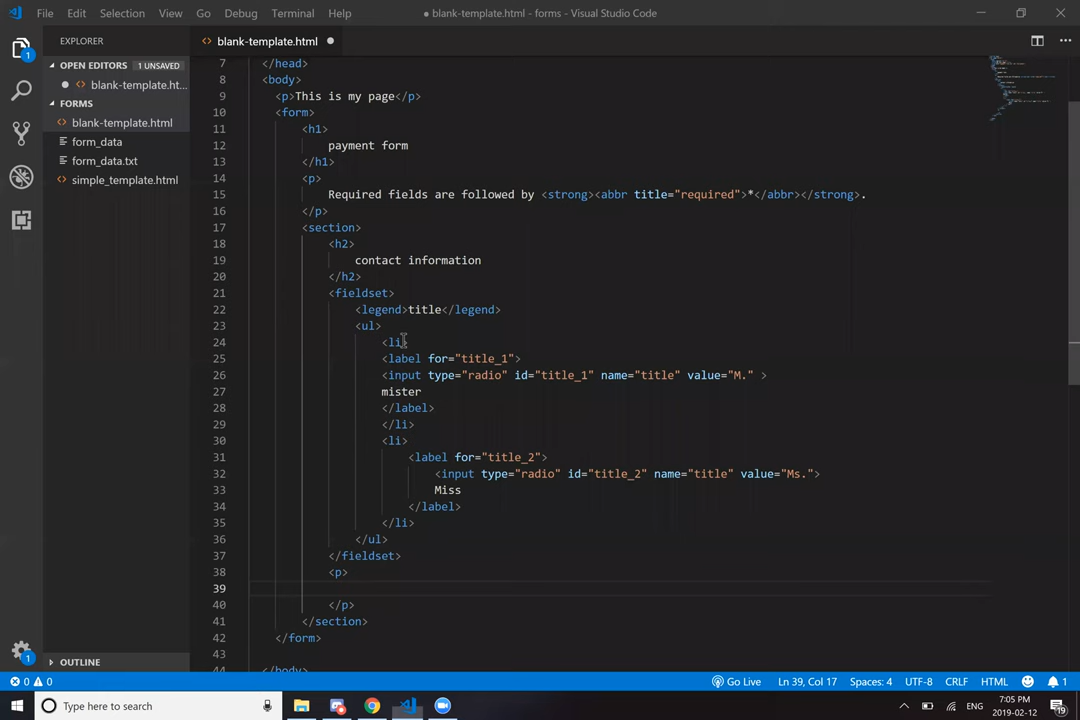 File Edit Selection View Go Debug Terminal Help
● blank-template.html - forms - Visual Studio Code
1
EXPLORER
OPEN EDITORS 1 UNSAVED
blank-template.ht...
FORMS
blank-template.html
form_data
form_data.txt
simple_template.html
OUTLINE
1
blank-template.html
7 </head>
8 <body>
9 <p>This is my page</p>
10 <form>
11 <h1>
12 payment form
13 </h1>
14 <p>
15 Required fields are followed by <strong><abbr title="required">*</abbr></strong>.
16 </p>
17 <section>
18 <h2>
19 contact information
20 </h2>
21 <fieldset>
22 <legend>title</legend>
23 <ul>
24 <li>
25 <label for="title_1">
26 <input type="radio" id="title_1" name="title" value="M." >
27 mister
28 </label>
29 </li>
30 <li>
31 <label for="title_2">
32 <input type="radio" id="title_2" name="title" value="Ms.">
33 Miss
34 </label>
35 </li>
36 </ul>
37 </fieldset>
38 <p>
39
40 </p>
41 </section>
42 </form>
43
44 </body>
0 0
Go Live Ln 39, Col 17 Spaces: 4 UTF-8 CRLF HTML 1
Type here to search
ENG
7:05 PM
2019-02-12
19